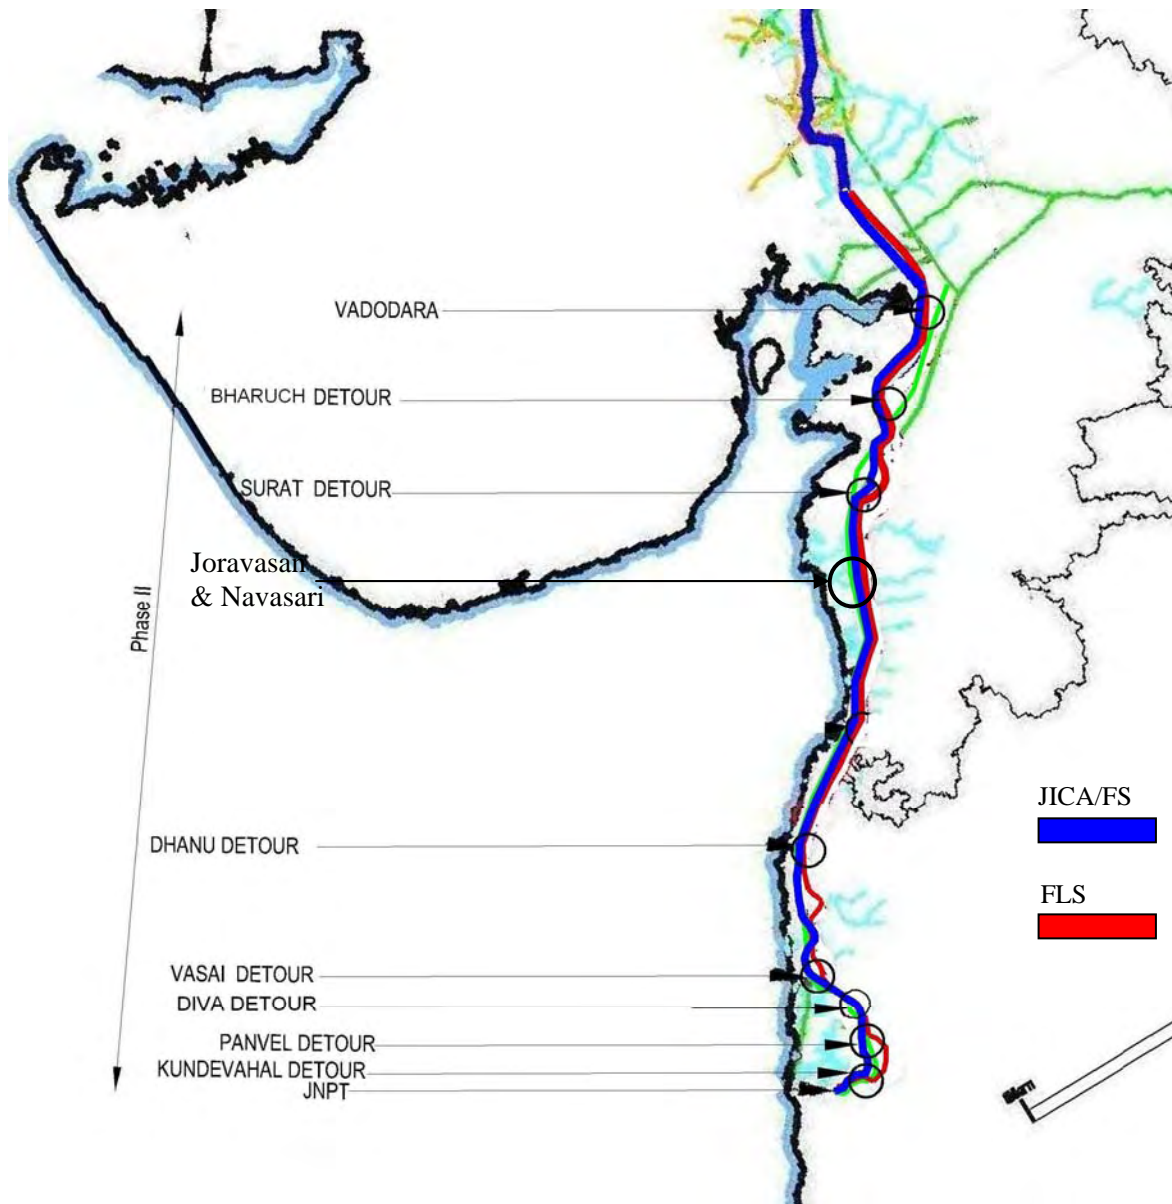 VADODARA
BHARUCH DETOUR
SURAT DETOUR
Joravasan
& Navasari
Phase II
DHANU DETOUR
JICA/FS
FLS
VASAI DETOUR
DIVA DETOUR
PANVEL DETOUR
KUNDEVAHAL DETOUR
JNPT